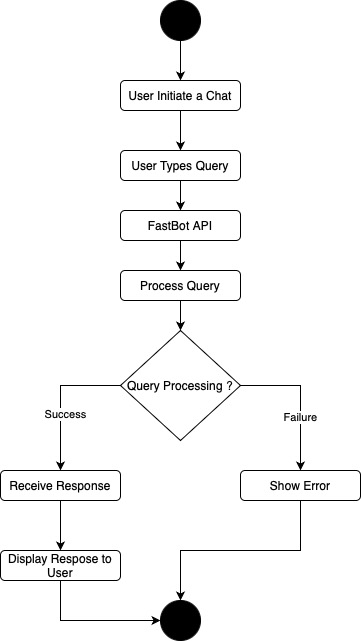 User Initiate a Chat
User Types Query
FastBot API
Process Query
Query Processing ?
Success
Failure
Receive Response
Show Error
Display Respose to
User